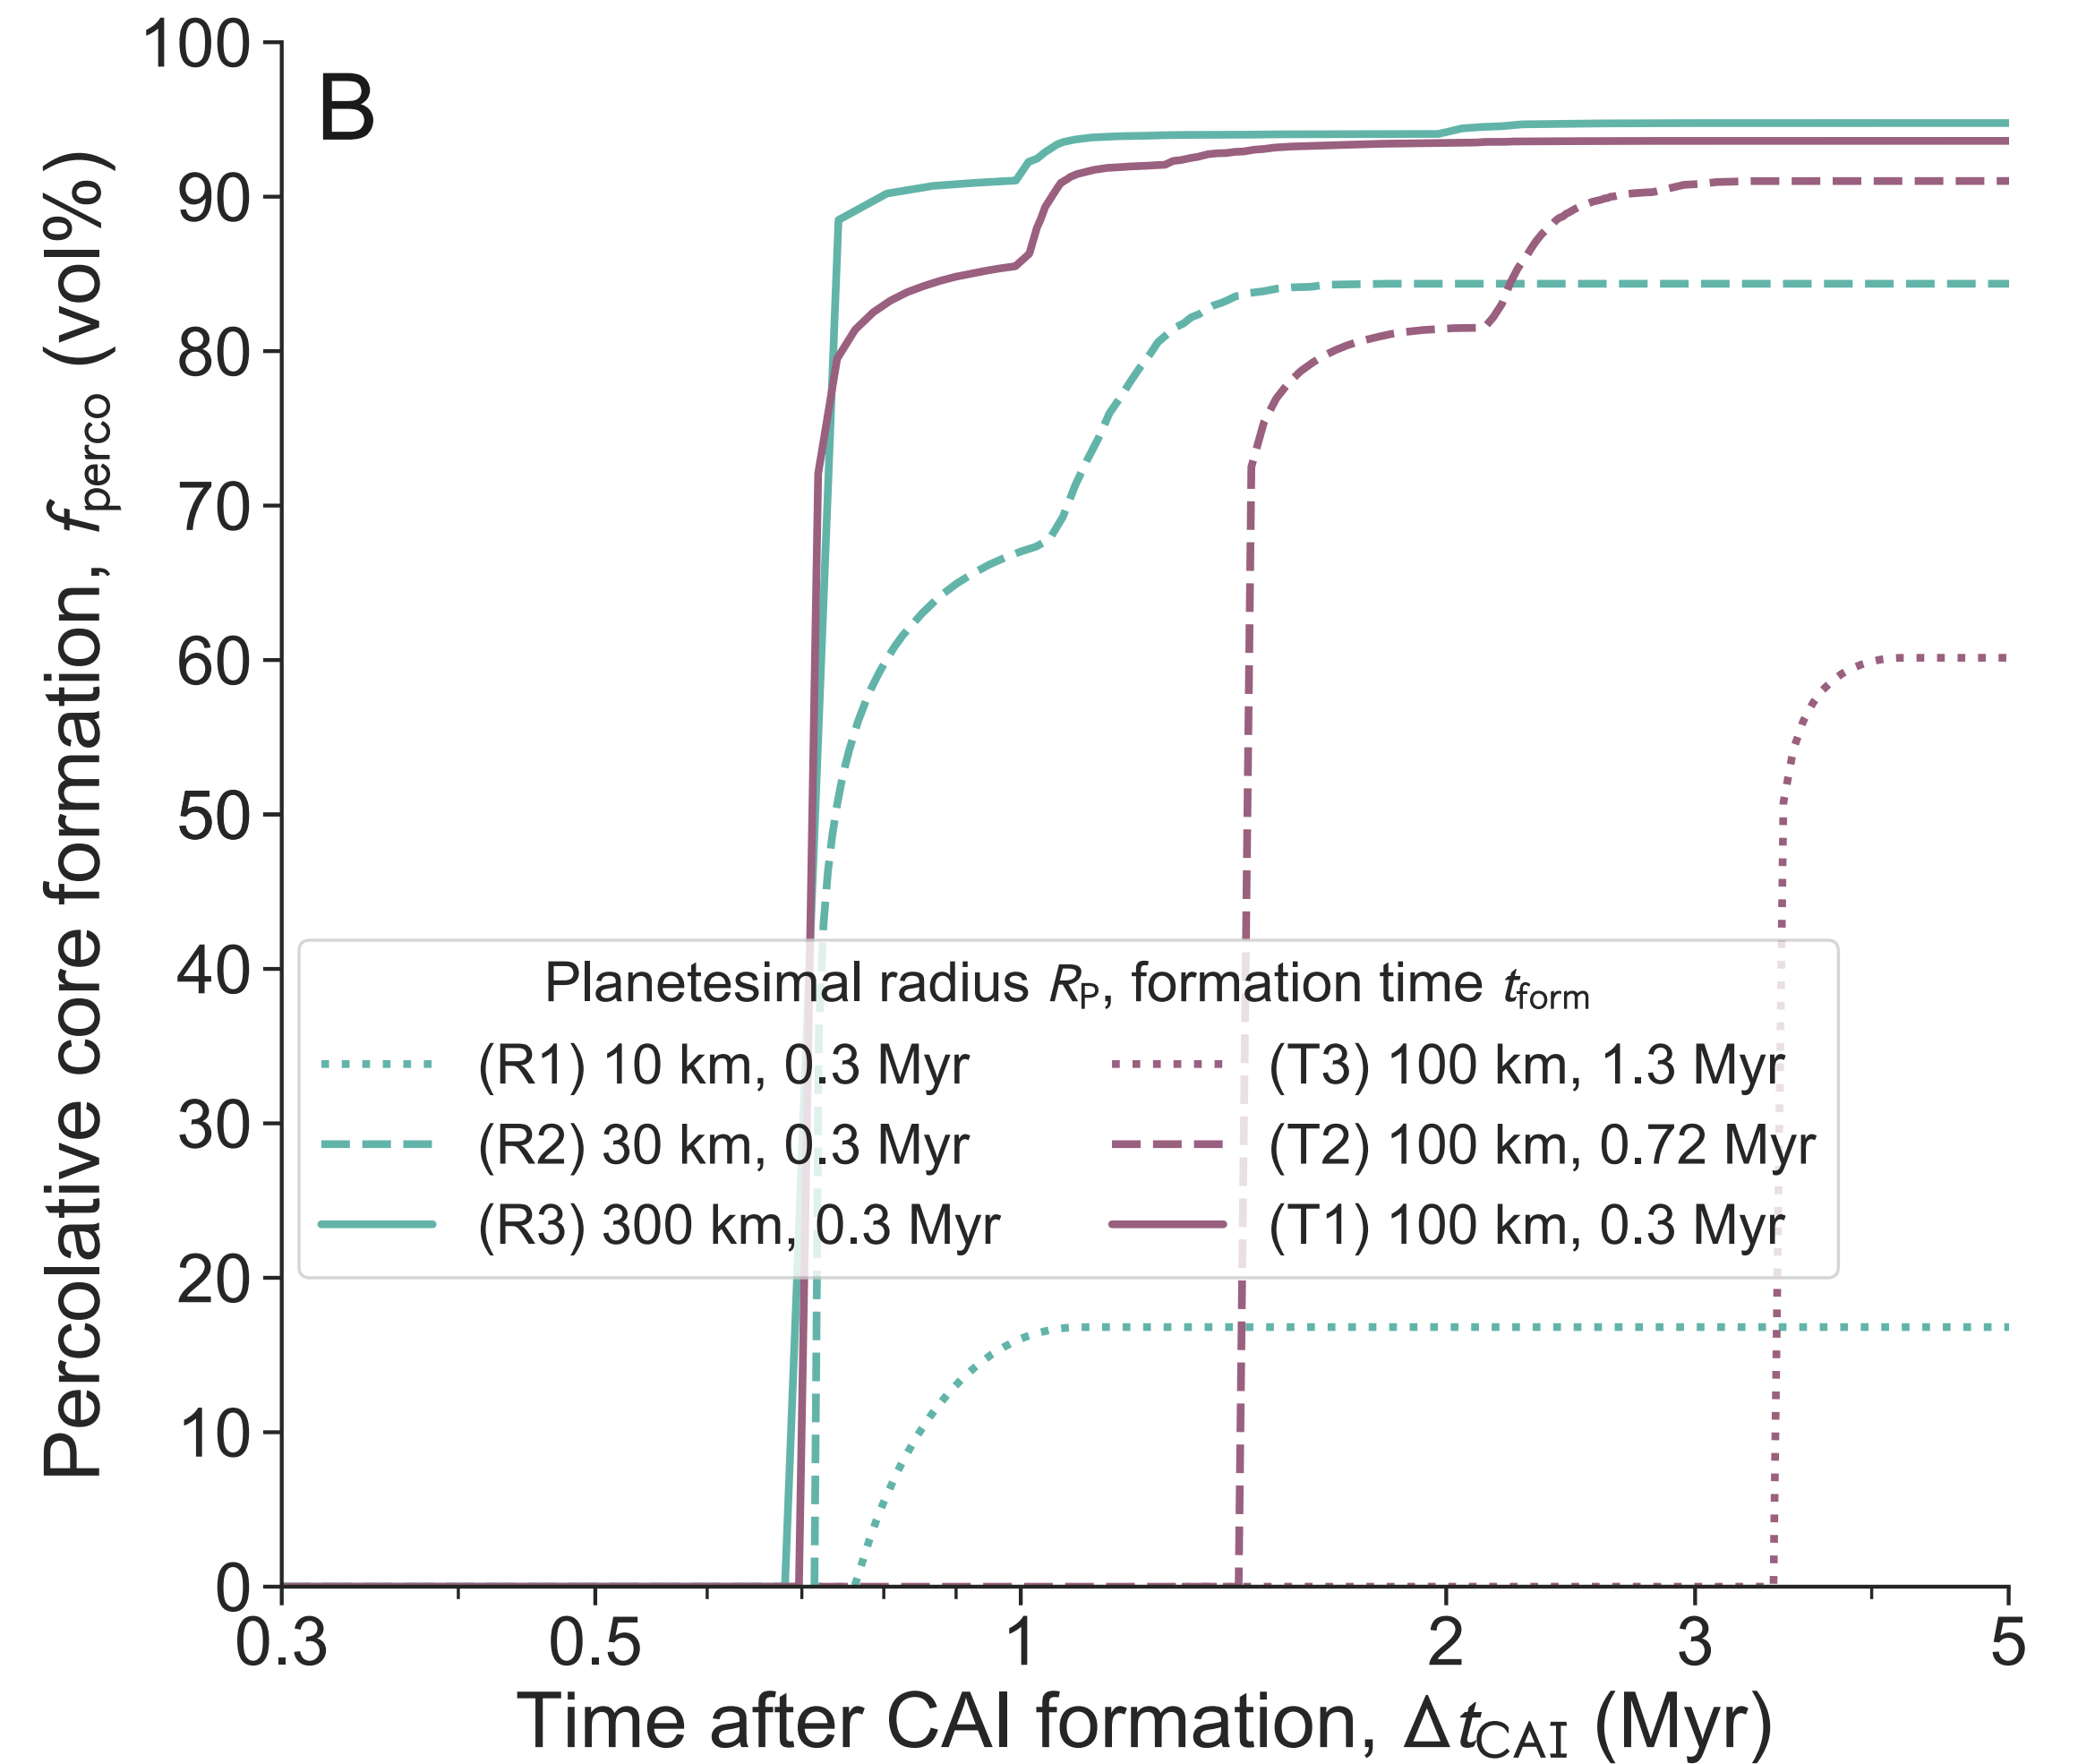 B
Percolative core formation, fperco (vol%)
100
90
80
70
60
50
40
30
20
10
0
Planetesimal radius RP, formation time tform
(R1) 10 km, 0.3 Myr
(R2) 30 km, 0.3 Myr
(R3) 300 km, 0.3 Myr
(T3) 100 km, 1.3 Myr
(T2) 100 km, 0.72 Myr
(T1) 100 km, 0.3 Myr
0.3 0.5 1 2 3 5
Time after CAI formation, ΔtCAI (Myr)